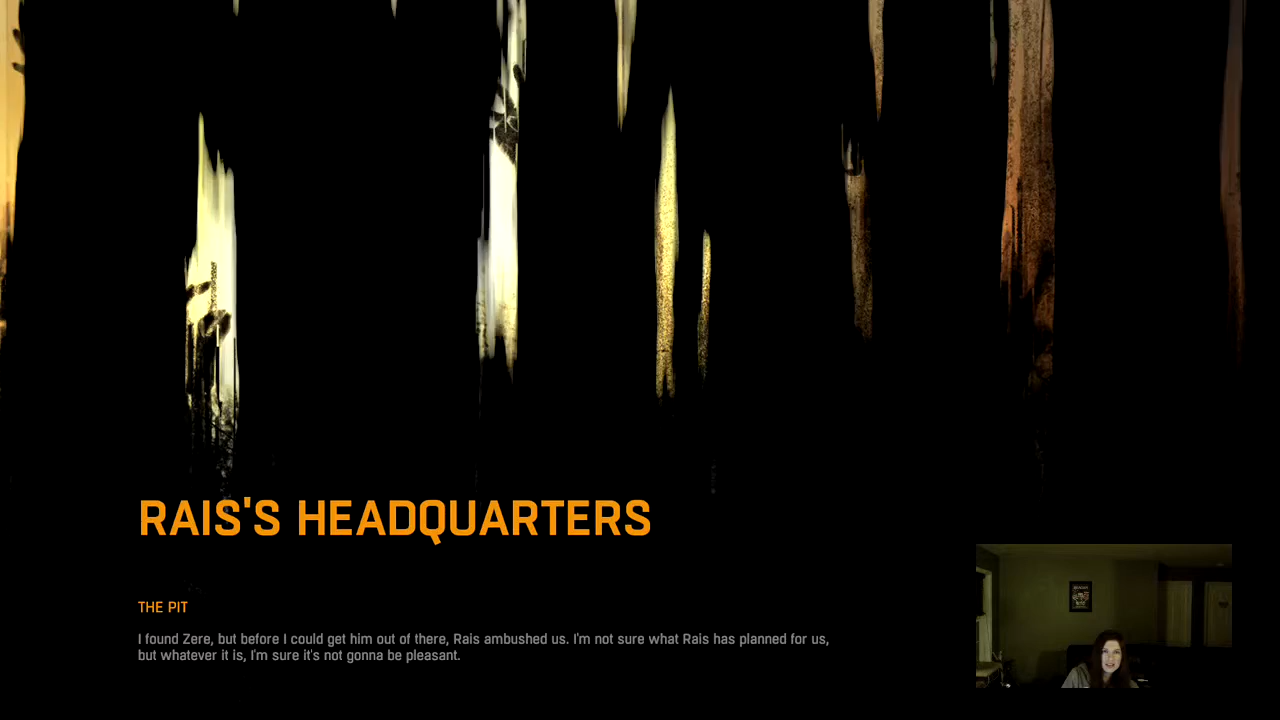 RAIS'S HEADQUARTERS
THE PIT
I found Zere, but before I could get him out of there, Rais ambushed us. I'm not sure what Rais has planned for us,
but whatever it is, I'm sure it's not gonna be pleasant.